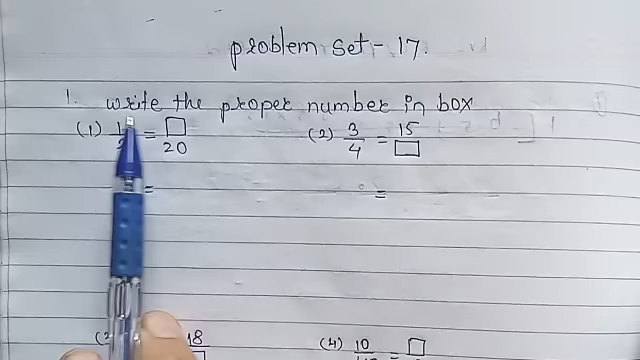 problem set - 17.
1. write the proper number in box
(1) 1/2 = □/20 (2) 3/4 = 15/□
= =
18 (4) 10 = □